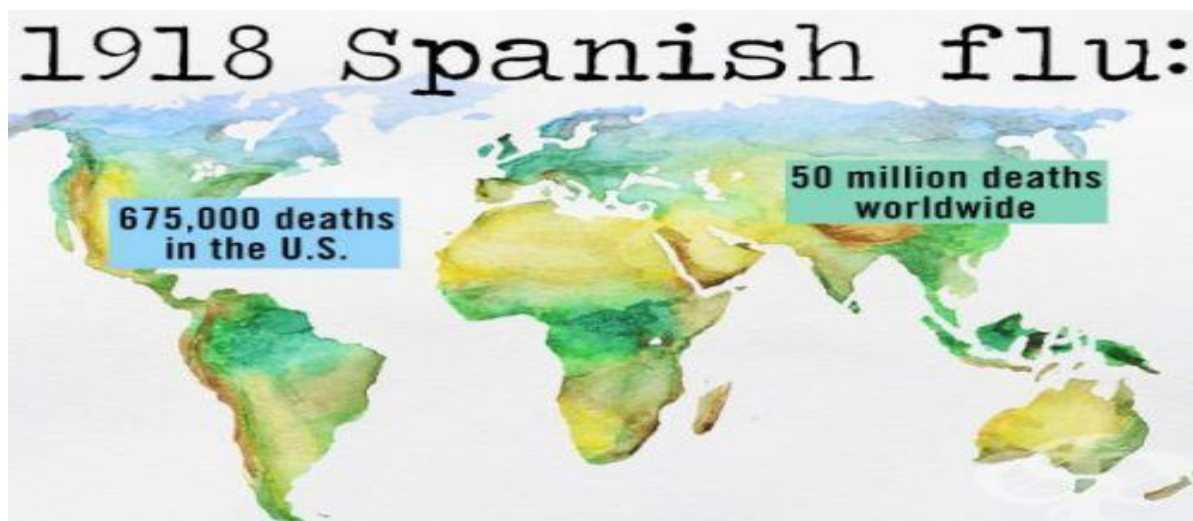 1918 Spanish flu:
50 million deaths
worldwide
675,000 deaths
in the U.S.